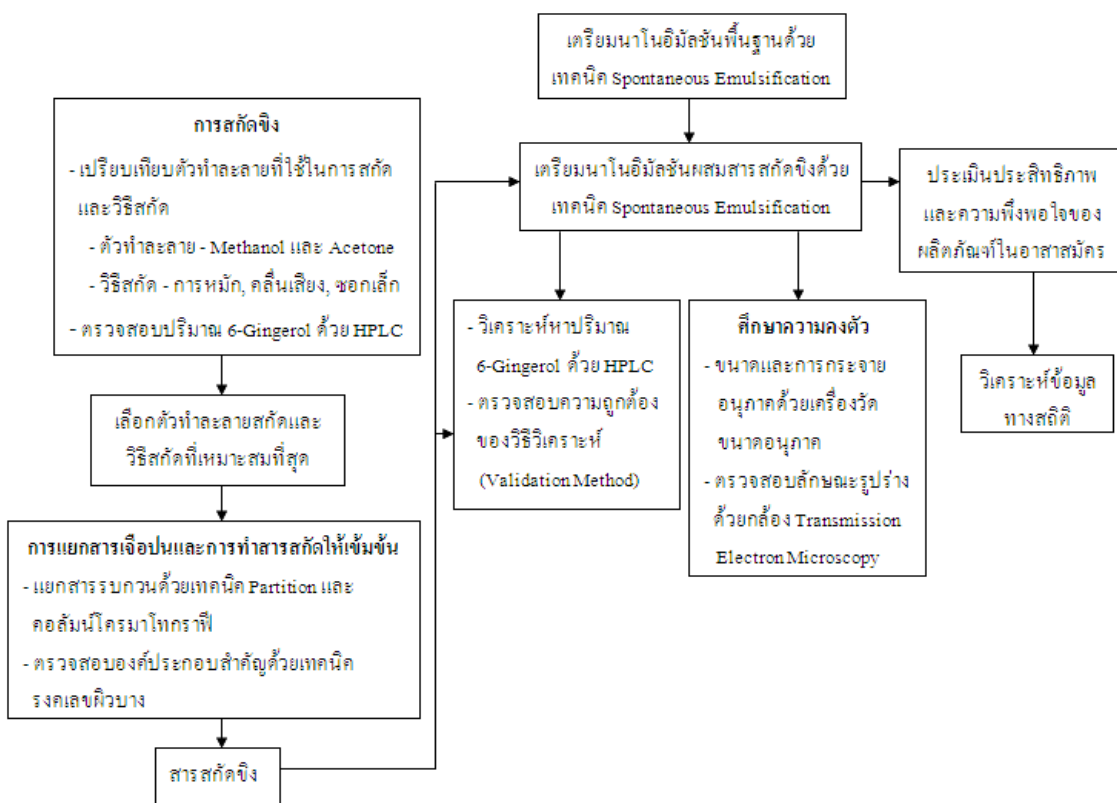 เตรียมนาโนอิมัลชันพื้นฐานด้วย
เทคนิค Spontaneous Emulsification
การสกัดขิง
- เปรียบเทียบตัวทำละลายที่ใช้ในการสกัด
และวิธีสกัด
- ตัวทำละลาย - Methanol และ Acetone
- วิธีสกัด - การหมัก, คลื่นเสียง, ซอกเล็ก
- ตรวจสอบปริมาณ 6-Gingerol ด้วย HPLC
เลือกตัวทำละลายสกัดและ
วิธีสกัดที่เหมาะสมที่สุด
การแยกสารเจือปนและการทำสารสกัดให้เข้มข้น
- แยกสารรบกวนด้วยเทคนิค Partition และ
คอลัมน์โครมาโทกราฟี
- ตรวจสอบองค์ประกอบสำคัญด้วยเทคนิค
รงคเลขผิวบาง
สารสกัดขิง
เตรียมนาโนอิมัลชันผสมสารสกัดขิงด้วย
เทคนิค Spontaneous Emulsification
- วิเคราะห์หาปริมาณ
6-Gingerol ด้วย HPLC
- ตรวจสอบความถูกต้อง
ของวิธีวิเคราะห์
(Validation Method)
ศึกษาความคงตัว
- ขนาดและการกระจาย
อนุภาคด้วยเครื่องวัด
ขนาดอนุภาค
- ตรวจสอบลักษณะรูปร่าง
ด้วยกล้อง Transmission
Electron Microscopy
ประเมินประสิทธิภาพ
และความพึงพอใจของ
ผลิตภัณฑ์ในอาสาสมัคร
วิเคราะห์ข้อมูล
ทางสถิติ